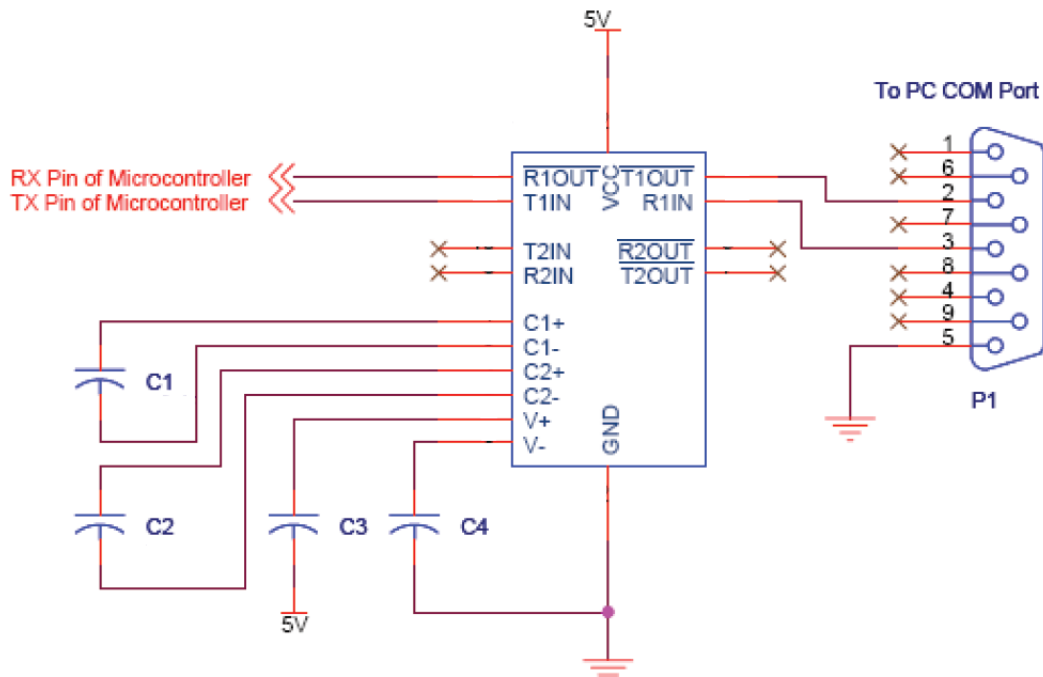 5V
To PC COM Port
RX Pin of Microcontroller
TX Pin of Microcontroller
R1OUT VCC T1OUT
T1IN R1IN
T2IN R2OUT
R2IN T2OUT
C1+
C1-
C2+
C2-
V+
V-
GND
1
6
2
7
3
8
4
9
5
P1
C1
C2
C3
C4
5V